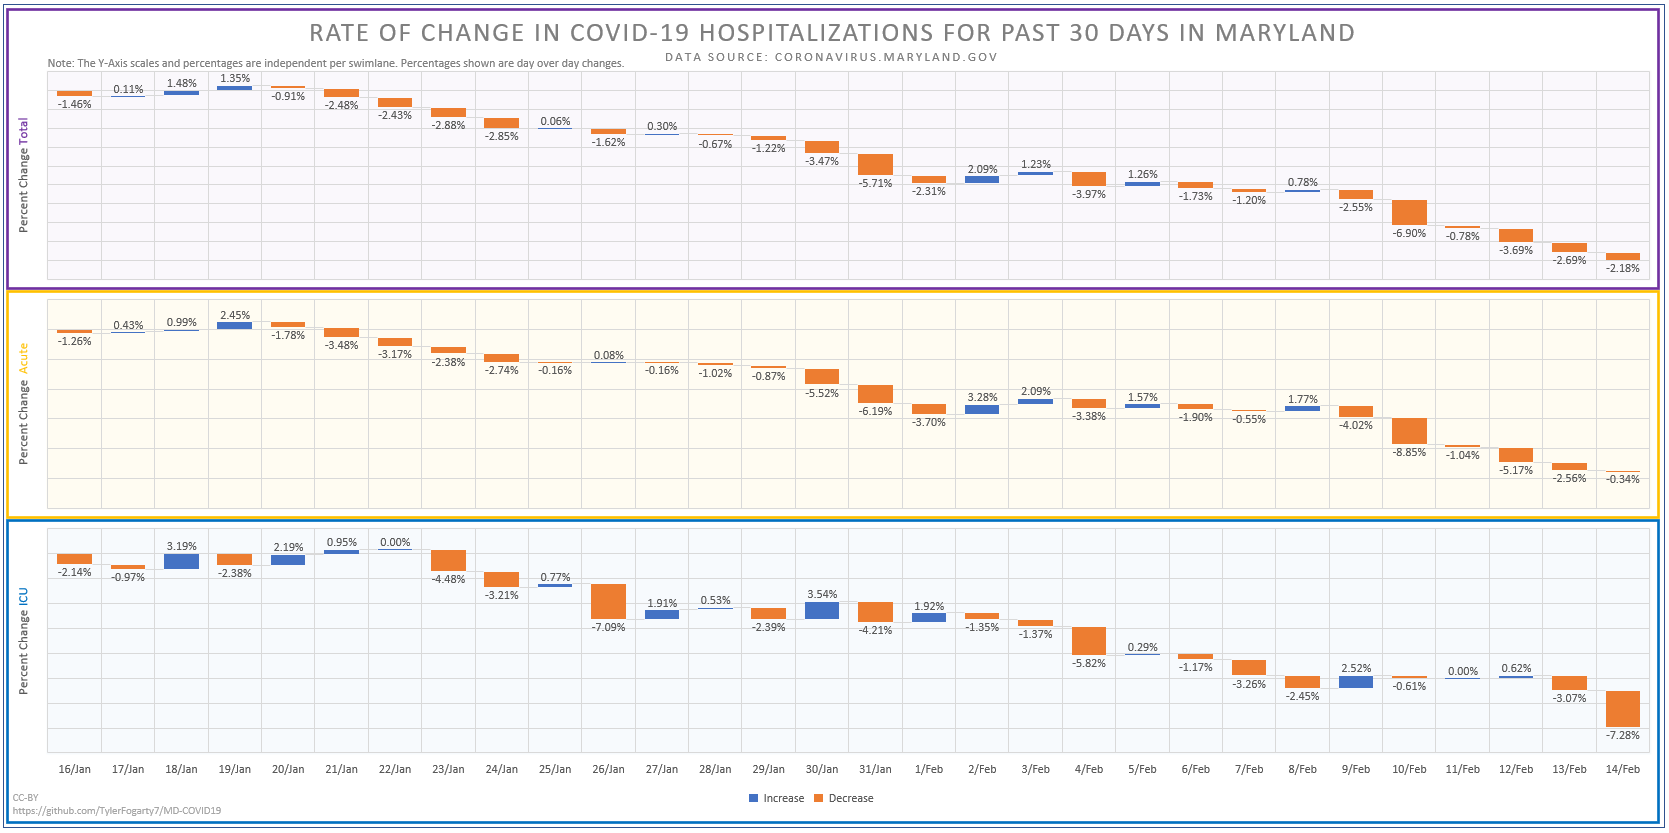 RATE OF CHANGE IN COVID-19 HOSPITALIZATIONS FOR PAST 30 DAYS IN MARYLAND
DATA SOURCE: CORONAVIRUS.MARYLAND.GOV
Note: The Y-Axis scales and percentages are independent per swimlane. Percentages shown are day over day changes.
Percent Change Total
-1.46% 0.11% 1.48% 1.35% -0.91% -2.48% -2.43% -2.88% -2.85% 0.06% -1.62% 0.30% -0.67% -1.22% -3.47% -5.71% -2.31% 2.09% 1.23% -3.97% 1.26% -1.73% -1.20% 0.78% -2.55% -6.90% -0.78% -3.69% -2.69% -2.18%
Percent Change Acute
-1.26% 0.43% 0.99% 2.45% -1.78% -3.48% -3.17% -2.38% -2.74% -0.16% 0.08% -0.16% -1.02% -0.87% -5.52% -6.19% -3.70% 3.28% 2.09% -3.38% 1.57% -1.90% -0.55% 1.77% -4.02% -8.85% -1.04% -5.17% -2.56% -0.34%
Percent Change ICU
-2.14% -0.97% 3.19% -2.38% 2.19% 0.95% 0.00% -4.48% -3.21% 0.77% -7.09% 1.91% 0.53% -2.39% 3.54% -4.21% 1.92% -1.35% -1.37% -5.82% 0.29% -1.17% -3.26% -2.45% 2.52% -0.61% 0.00% 0.62% -3.07% -7.28%
16/Jan 17/Jan 18/Jan 19/Jan 20/Jan 21/Jan 22/Jan 23/Jan 24/Jan 25/Jan 26/Jan 27/Jan 28/Jan 29/Jan 30/Jan 31/Jan 1/Feb 2/Feb 3/Feb 4/Feb 5/Feb 6/Feb 7/Feb 8/Feb 9/Feb 10/Feb 11/Feb 12/Feb 13/Feb 14/Feb
Increase Decrease
CC-BY
https://github.com/TylerFogarty7/MD-COVID19